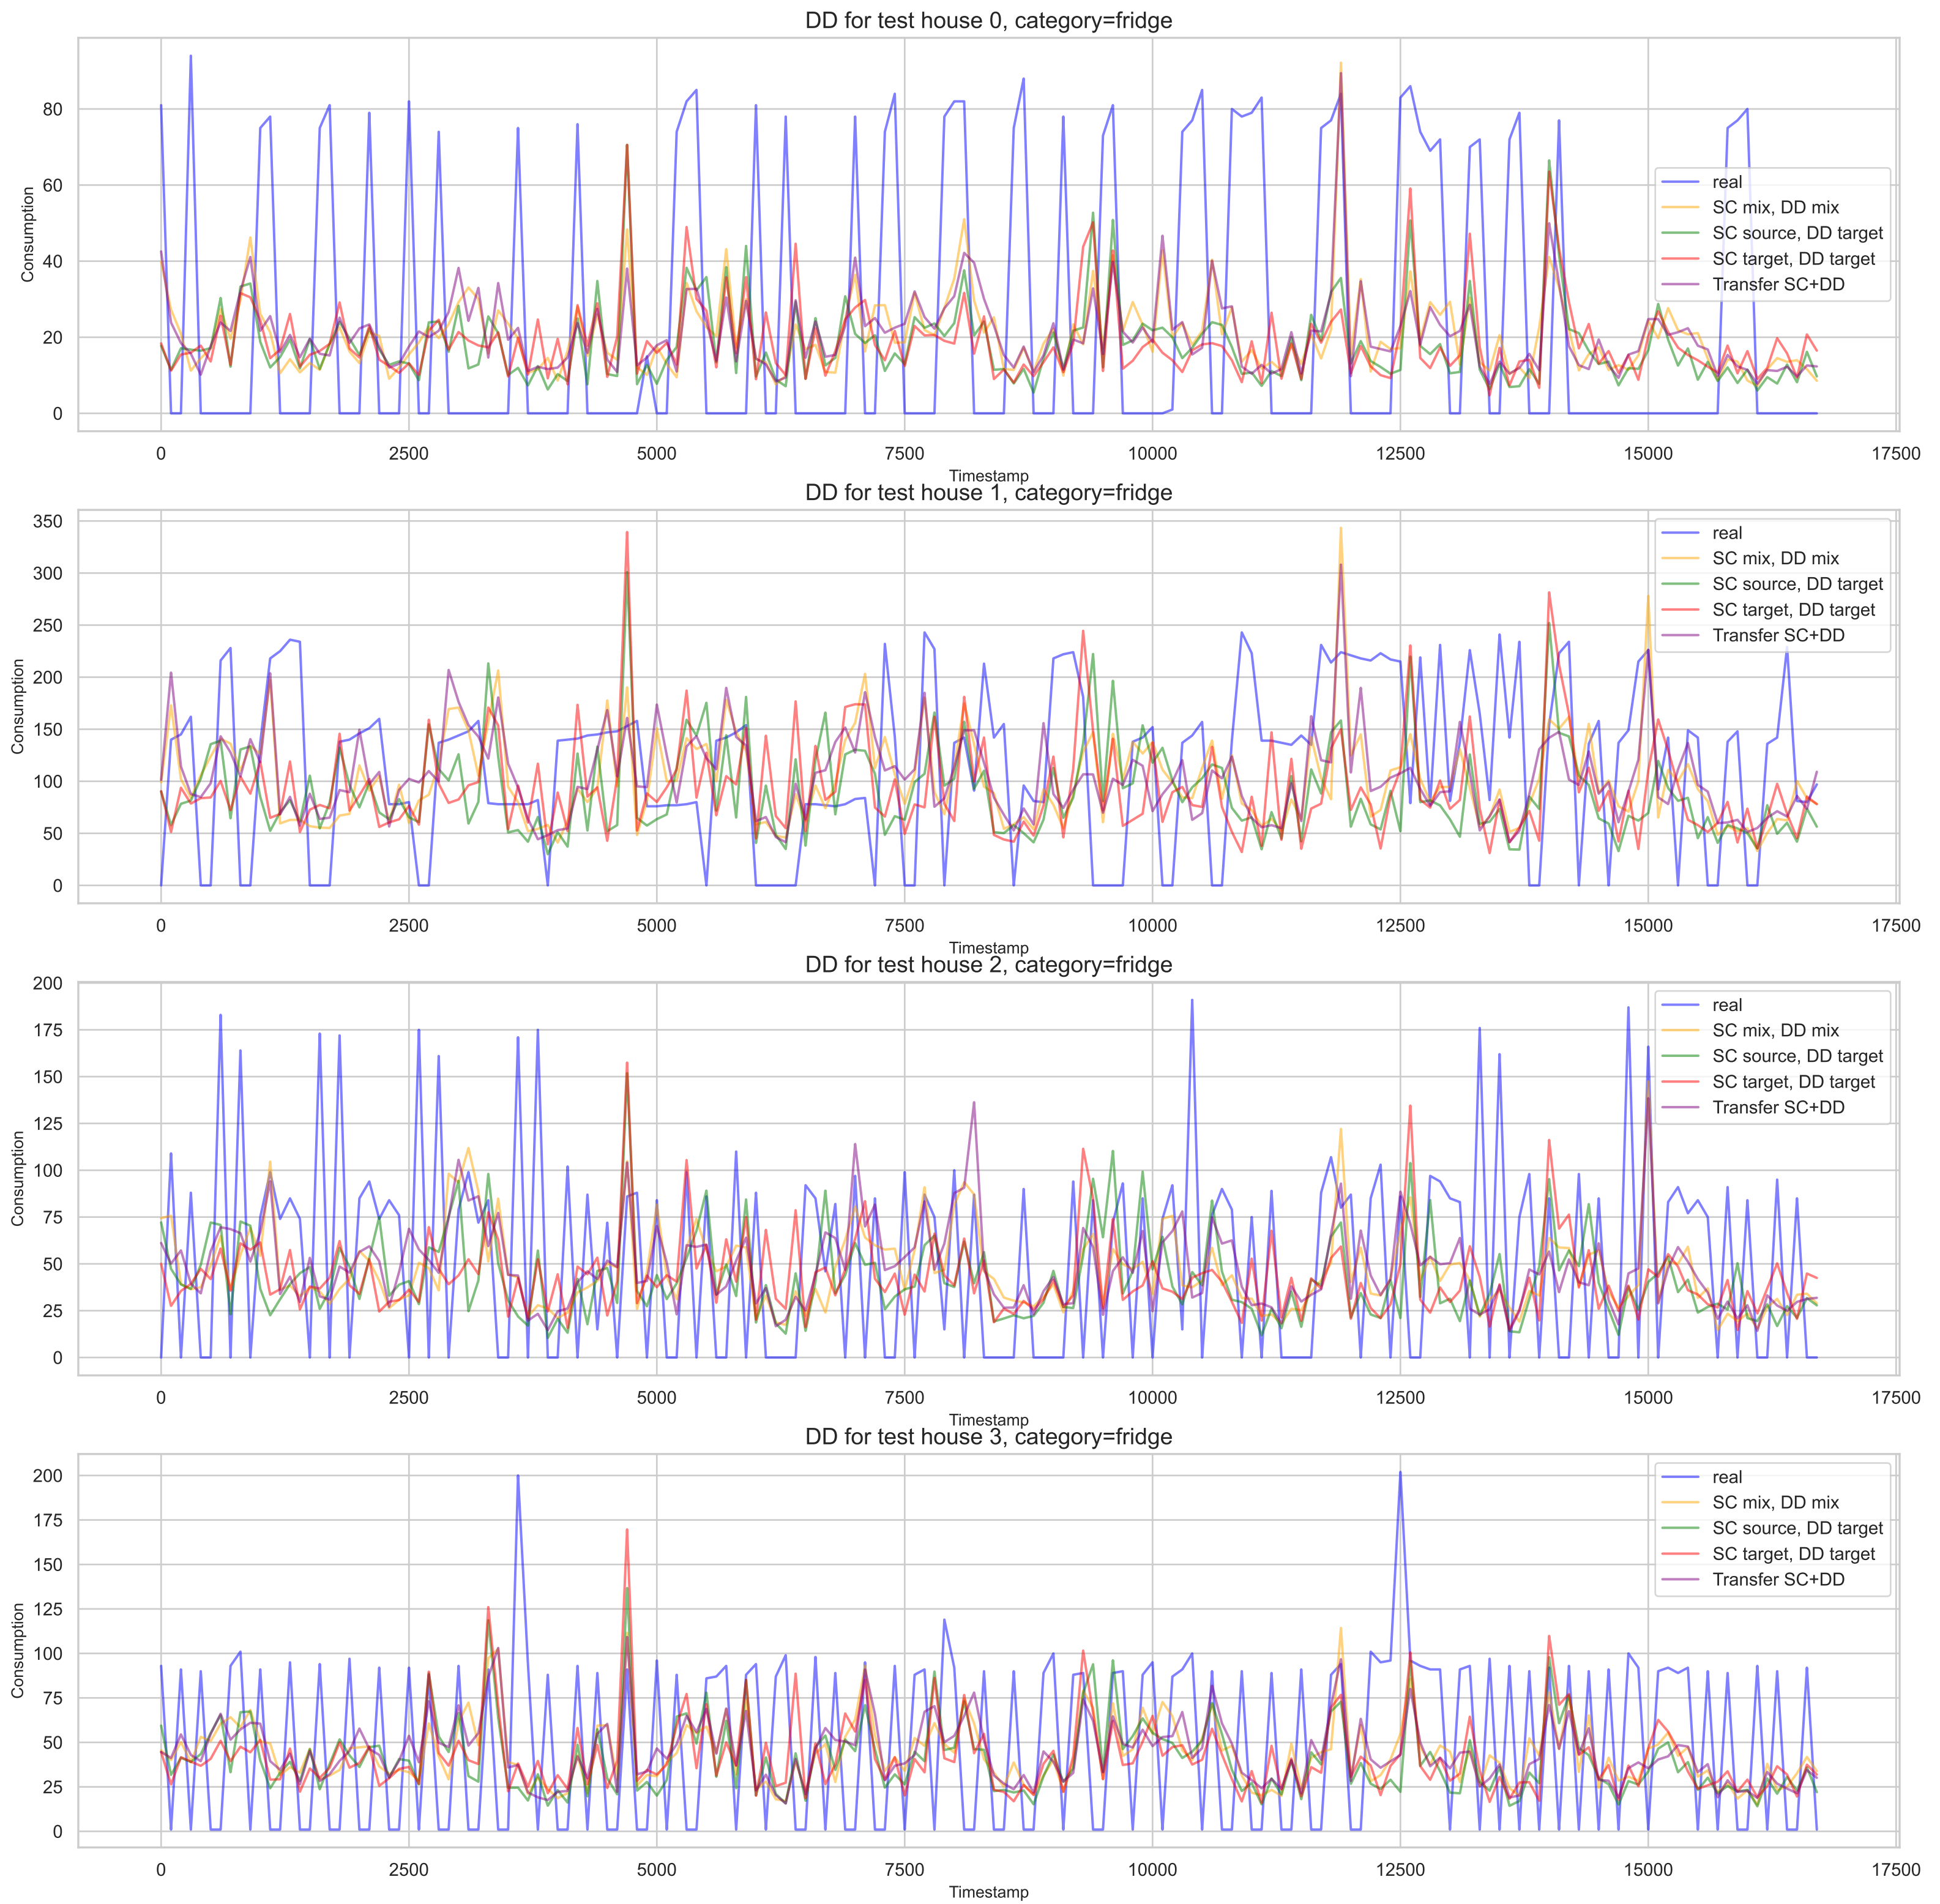 DD for test house 0, category=fridge
Consumption
80
60
40
20
0
real
SC mix, DD mix
SC source, DD target
SC target, DD target
Transfer SC+DD
0 2500 5000 7500 10000 12500 15000 17500
Timestamp
DD for test house 1, category=fridge
Consumption
350
300
250
200
150
100
50
0
real
SC mix, DD mix
SC source, DD target
SC target, DD target
Transfer SC+DD
0 2500 5000 7500 10000 12500 15000 17500
Timestamp
DD for test house 2, category=fridge
Consumption
200
175
150
125
100
75
50
25
0
real
SC mix, DD mix
SC source, DD target
SC target, DD target
Transfer SC+DD
0 2500 5000 7500 10000 12500 15000 17500
Timestamp
DD for test house 3, category=fridge
Consumption
200
175
150
125
100
75
50
25
0
real
SC mix, DD mix
SC source, DD target
SC target, DD target
Transfer SC+DD
0 2500 5000 7500 10000 12500 15000 17500
Timestamp